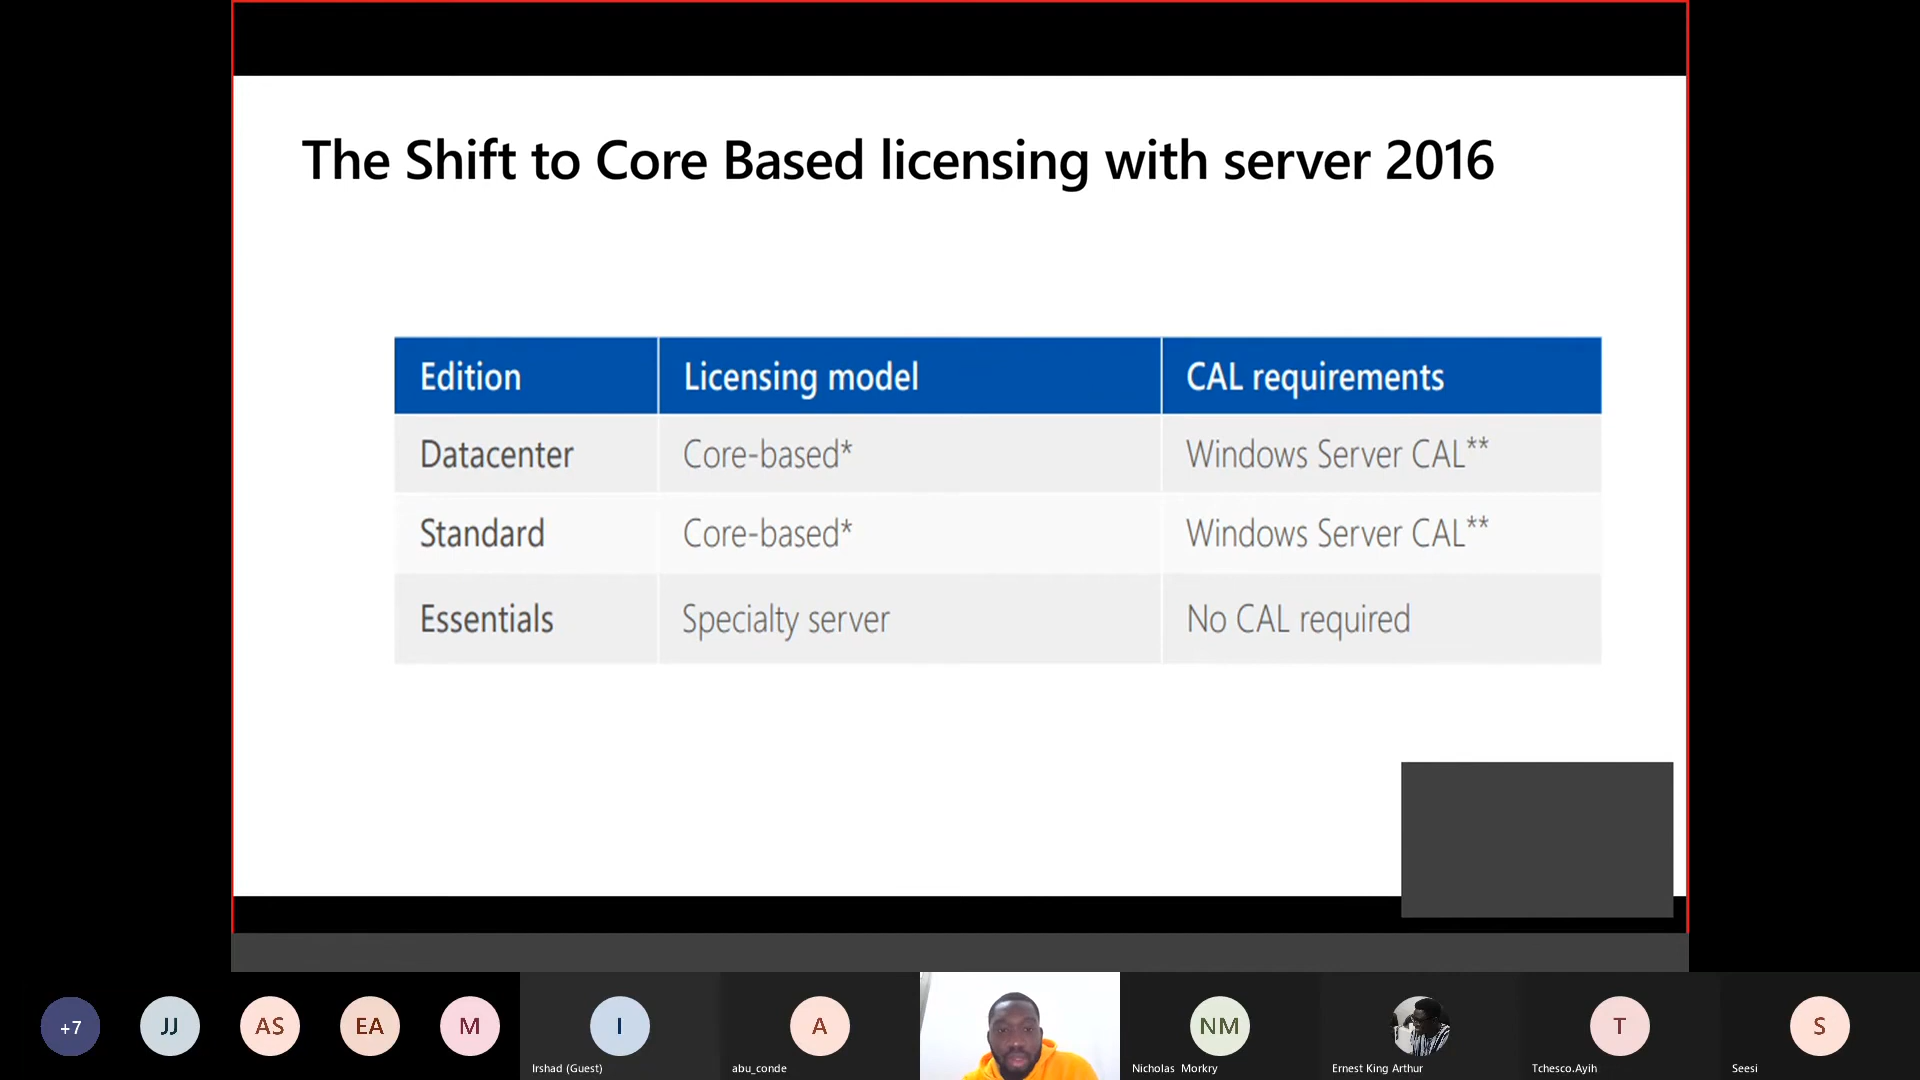 The Shift to Core Based licensing with server 2016
Edition Licensing model CAL requirements
Datacenter Core-based* Windows Server CAL**
Standard Core-based* Windows Server CAL**
Essentials Specialty server No CAL required
+7 JJ AS EA M I A NM T S
Irshad (Guest) abu_conde Nicholas Morkry Ernest King Arthur Tchesco.Ayih Seesi